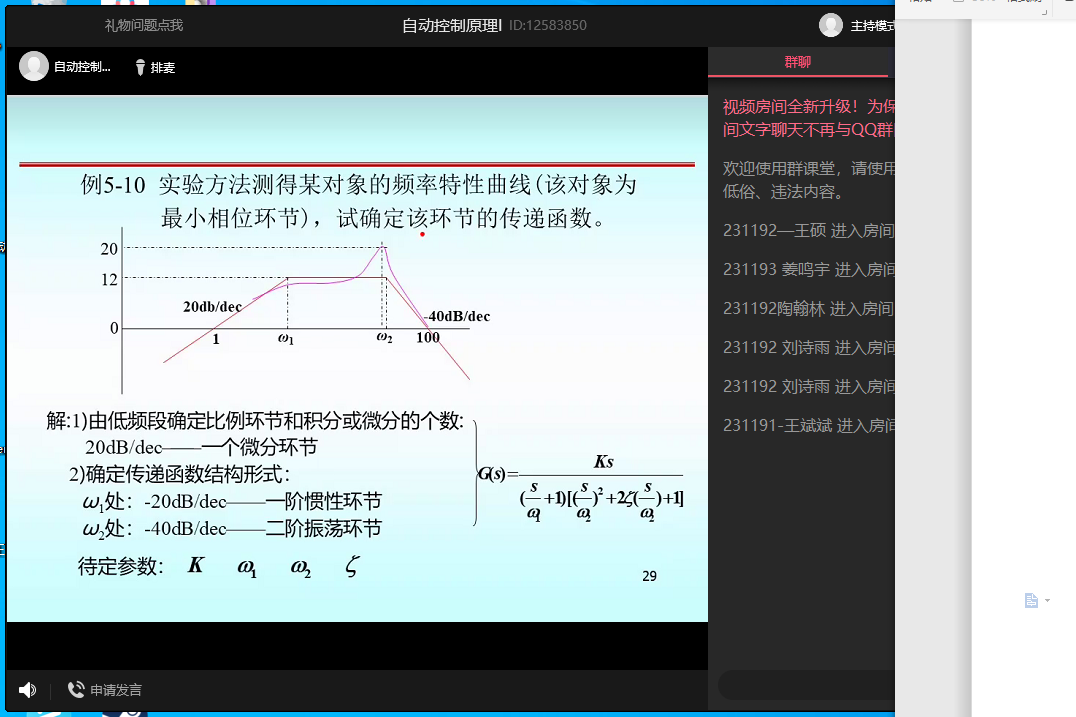 礼物问题点我
自动控制原理I ID:12583850
主持模式
自动控制...
排麦
群聊
例5-10 实验方法测得某对象的频率特性曲线(该对象为
最小相位环节)，试确定该环节的传递函数。
20
12
0
20db/dec
-40dB/dec
1
ω1
ω2
100
解:1)由低频段确定比例环节和积分或微分的个数:
20dB/dec——一个微分环节
2)确定传递函数结构形式:
ω1处：-20dB/dec——一阶惯性环节
ω2处：-40dB/dec——二阶振荡环节
G(s)=Ks/((s/ω1+1)[(s/ω2)²+2ζ(s/ω2)+1])
待定参数: K ω1 ω2 ζ
29
视频房间全新升级！为保
间文字聊天不再与QQ群
欢迎使用群课堂，请使用
低俗、违法内容。
231192—王硕 进入房间
231193 姜鸣宇 进入房间
231192陶翰林 进入房间
231192 刘诗雨 进入房间
231192 刘诗雨 进入房间
231191-王斌斌 进入房间
申请发言